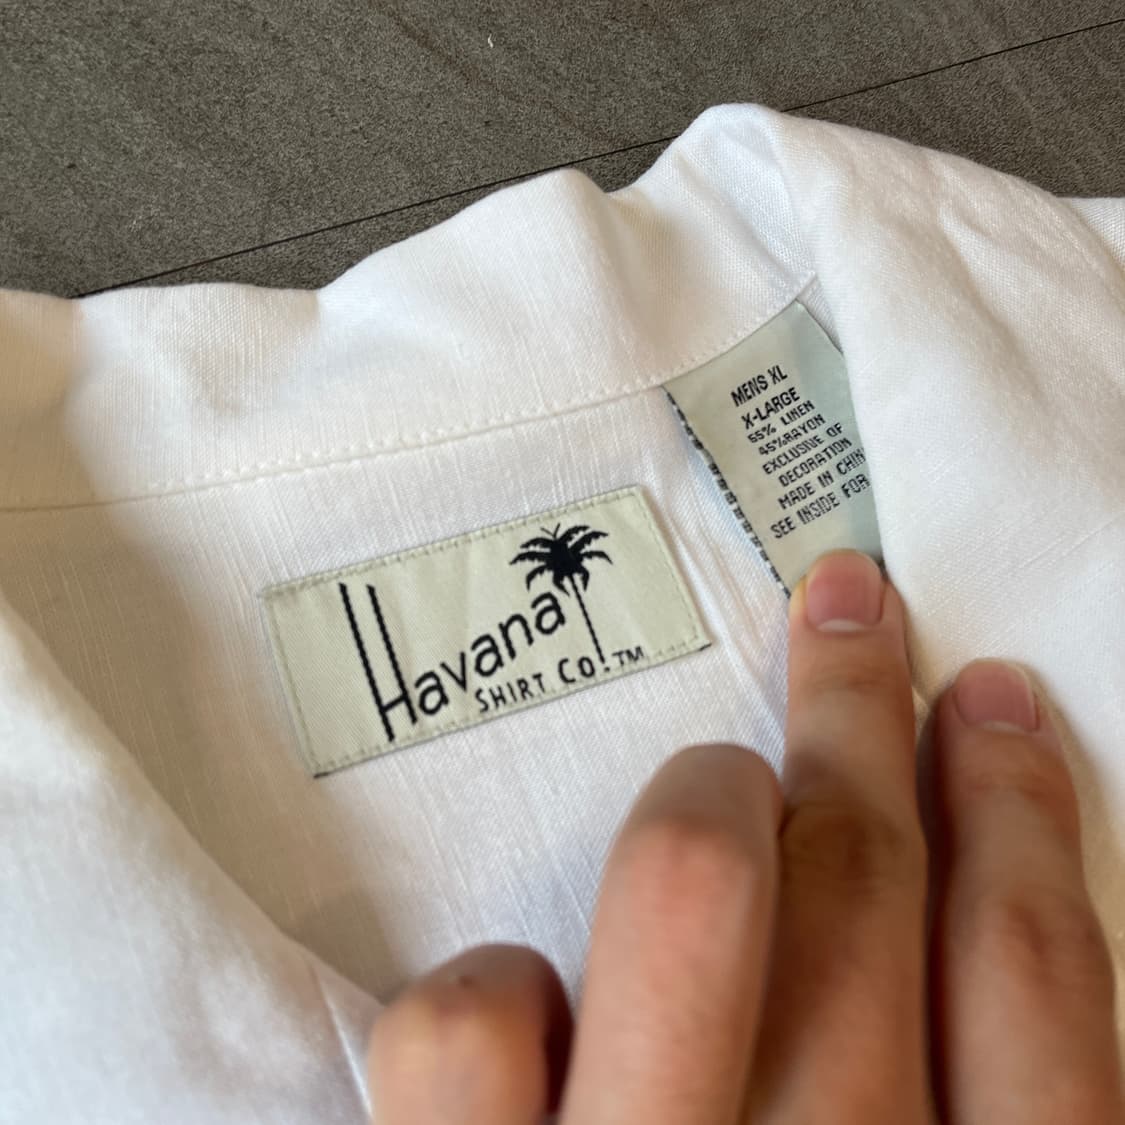 Havana
SHIRT Co.™
MENS XL
X-LARGE
55% LINEN
45%RAYON
EXCLUSIVE OF
DECORATION
MADE IN CHIN
SEE INSIDE FOR